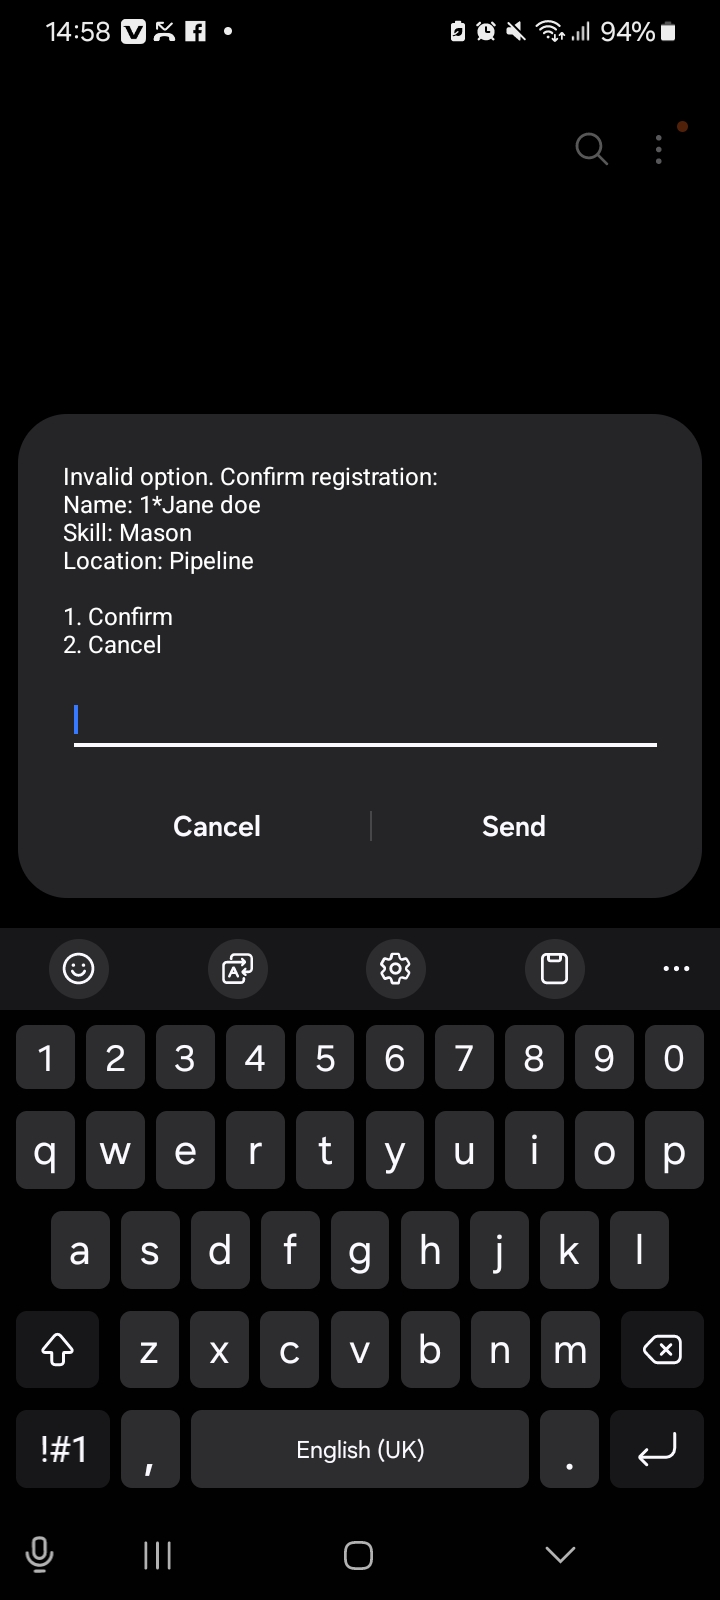 14:58
94%
Invalid option. Confirm registration:
Name: 1*Jane doe
Skill: Mason
Location: Pipeline
1. Confirm
2. Cancel
Cancel
Send
1 2 3 4 5 6 7 8 9 0
q w e r t y u i o p
a s d f g h j k l
z x c v b n m
!#1 , English (UK) .